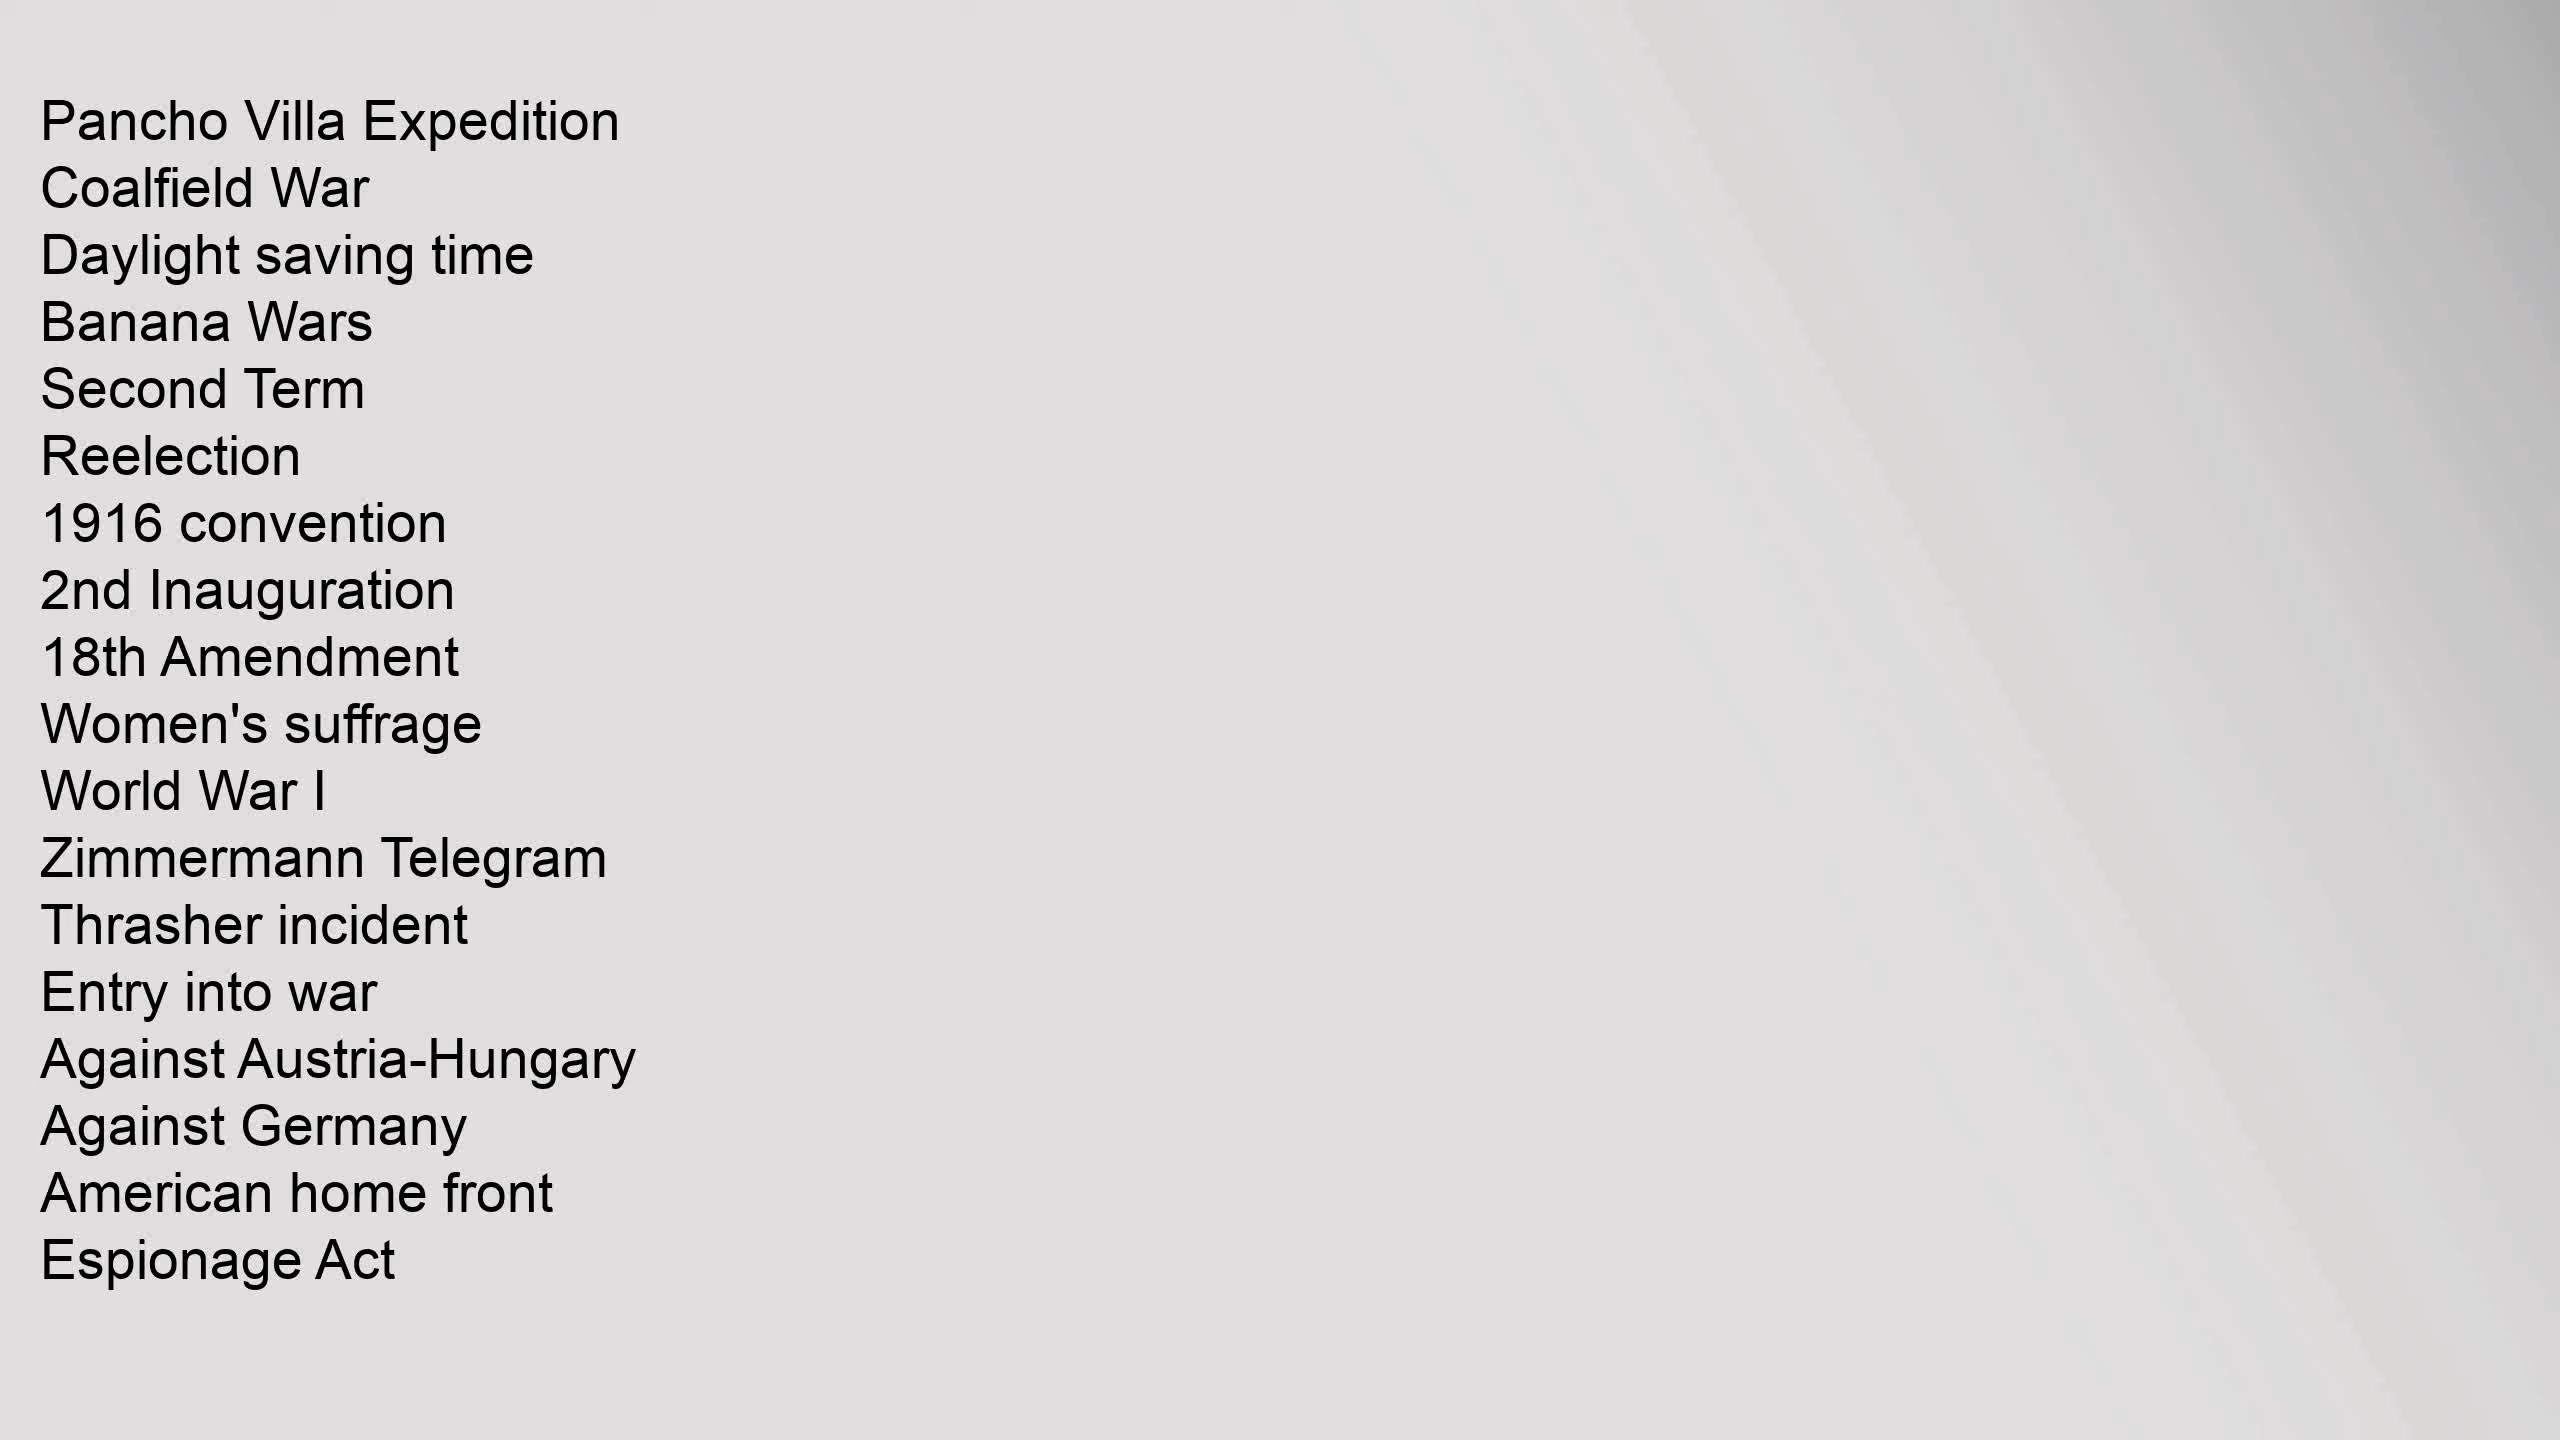 Pancho Villa Expedition
Coalfield War
Daylight saving time
Banana Wars
Second Term
Reelection
1916 convention
2nd Inauguration
18th Amendment
Women's suffrage
World War I
Zimmermann Telegram
Thrasher incident
Entry into war
Against Austria-Hungary
Against Germany
American home front
Espionage Act